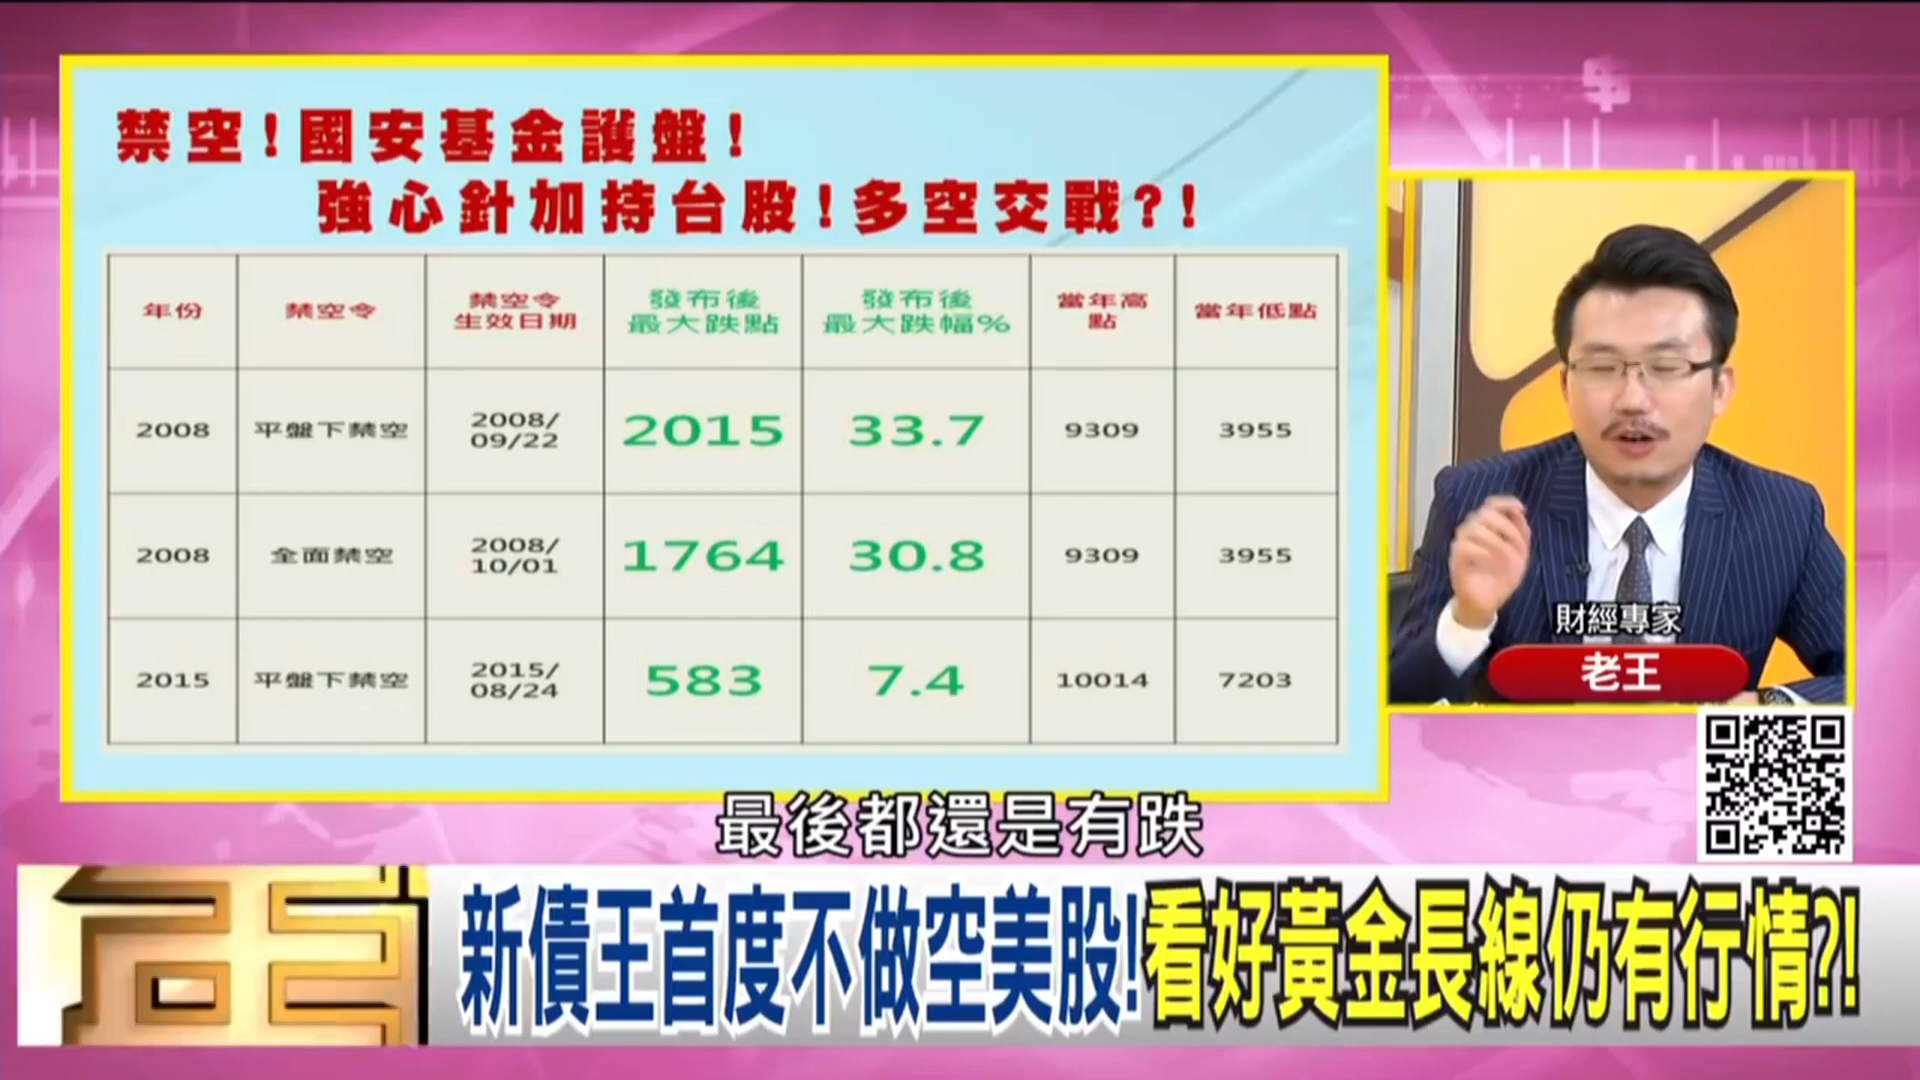 禁空!國安基金護盤!
強心針加持台股!多空交戰?!
年份 禁空令 禁空令生效日期 發布後最大跌點 發布後最大跌幅% 當年高點 當年低點
2008 平盤下禁空 2008/09/22 2015 33.7 9309 3955
2008 全面禁空 2008/10/01 1764 30.8 9309 3955
2015 平盤下禁空 2015/08/24 583 7.4 10014 7203
財經專家
老王
最後都還是有跌
新債王首度不做空美股!看好黃金長線仍有行情?!